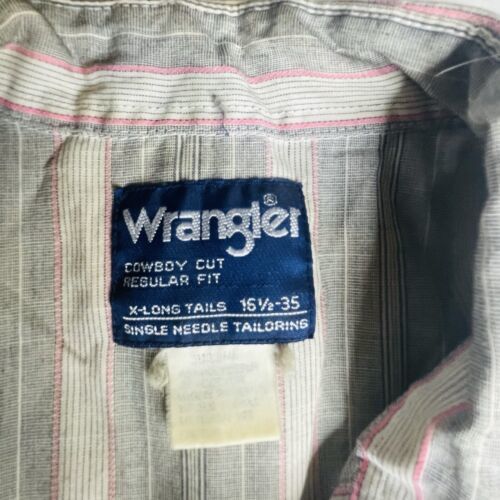 Wrangler®
COWBOY CUT
REGULAR FIT
X-LONG TAILS 16½-35
SINGLE NEEDLE TAILORING